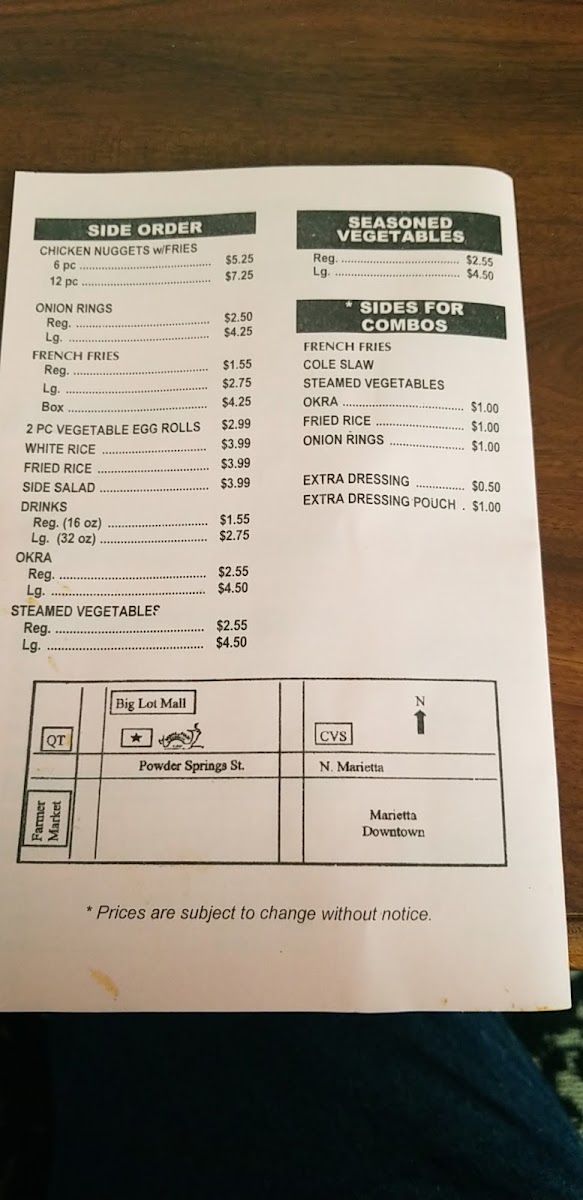 SIDE ORDER
CHICKEN NUGGETS w/FRIES
6 pc ........................................ $5.25
12 pc ........................................ $7.25
ONION RINGS
Reg. ........................................ $2.50
Lg. ........................................ $4.25
FRENCH FRIES
Reg. ........................................ $1.55
Lg. ........................................ $2.75
Box ........................................ $4.25
2 PC VEGETABLE EGG ROLLS $2.99
WHITE RICE ................................ $3.99
FRIED RICE ................................ $3.99
SIDE SALAD ................................ $3.99
DRINKS
Reg. (16 oz) .............................. $1.55
Lg. (32 oz) ................................ $2.75
OKRA
Reg. ........................................ $2.55
Lg. ........................................ $4.50
STEAMED VEGETABLES
Reg. ........................................ $2.55
Lg. ........................................ $4.50
SEASONED
VEGETABLES
Reg. ........................................ $2.55
Lg. ........................................ $4.50
* SIDES FOR
COMBOS
FRENCH FRIES
COLE SLAW
STEAMED VEGETABLES
OKRA ................................ $1.00
FRIED RICE ........................ $1.00
ONION RINGS .................... $1.00
EXTRA DRESSING .............. $0.50
EXTRA DRESSING POUCH . $1.00
Big Lot Mall
N
QT
CVS
Powder Springs St.
N. Marietta
Farmer
Market
Marietta
Downtown
* Prices are subject to change without notice.